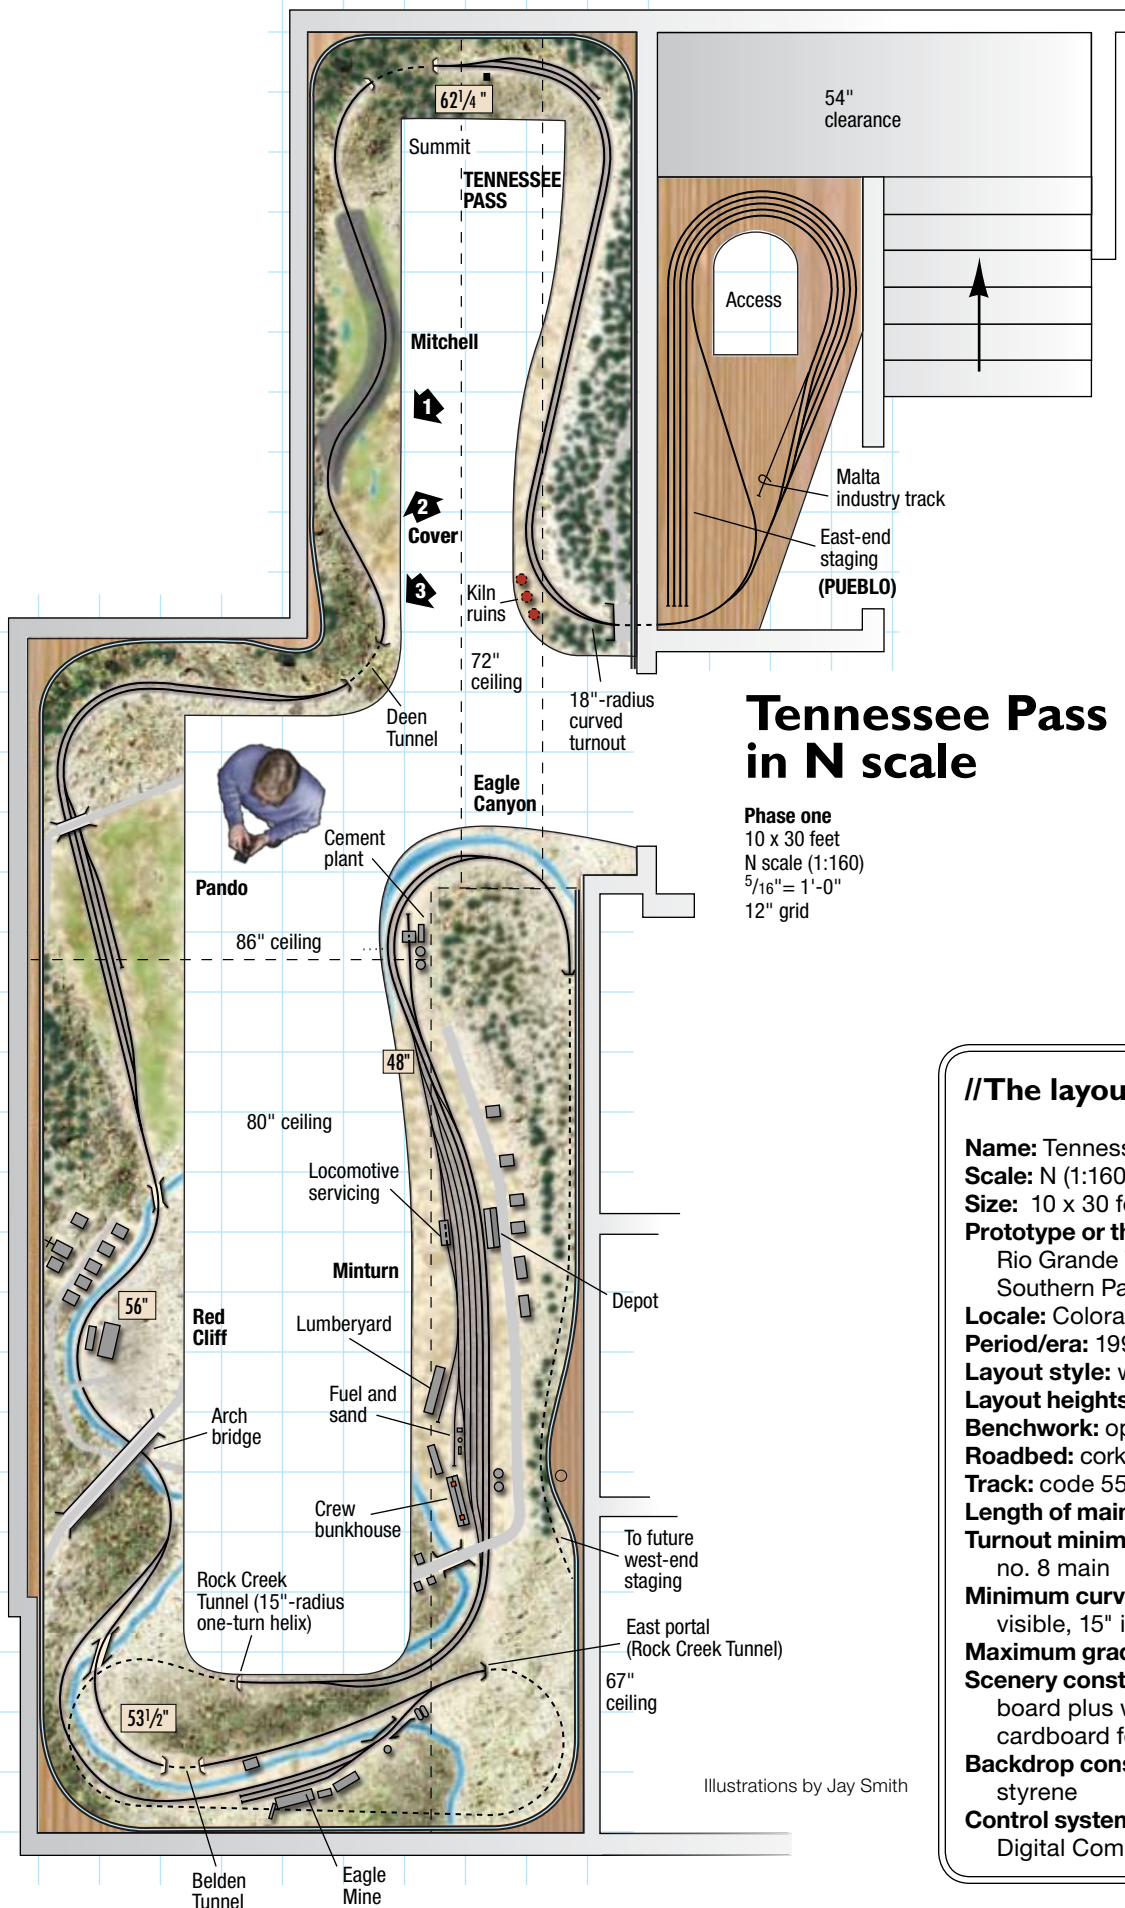 54"
clearance
62 1/4 "
Summit
TENNESSEE
PASS
Access
Mitchell
1
2
Cover
3
Malta
industry track
East-end
staging
(PUEBLO)
Kiln
ruins
72"
ceiling
Deen
Tunnel
18"-radius
curved
turnout
Tennessee Pass
in N scale
Phase one
10 x 30 feet
N scale (1:160)
5/16"= 1'-0"
12" grid
Eagle
Canyon
Cement
plant
Pando
86" ceiling
48"
80" ceiling
Locomotive
servicing
Minturn
Depot
56"
Red
Cliff
Lumberyard
Fuel and
sand
Arch
bridge
Crew
bunkhouse
To future
west-end
staging
Rock Creek
Tunnel (15"-radius
one-turn helix)
East portal
(Rock Creek Tunnel)
67"
ceiling
53 1/2"
Illustrations by Jay Smith
Belden
Tunnel
Eagle
Mine
//The layou
Name: Tenness
Scale: N (1:160
Size: 10 x 30 fe
Prototype or th
Rio Grande
Southern Pa
Locale: Colora
Period/era: 199
Layout style: w
Layout heights
Benchwork: op
Roadbed: cork
Track: code 55
Length of main
Turnout minim
no. 8 main
Minimum curv
visible, 15" i
Maximum grad
Scenery const
board plus v
cardboard fo
Backdrop cons
styrene
Control system
Digital Com